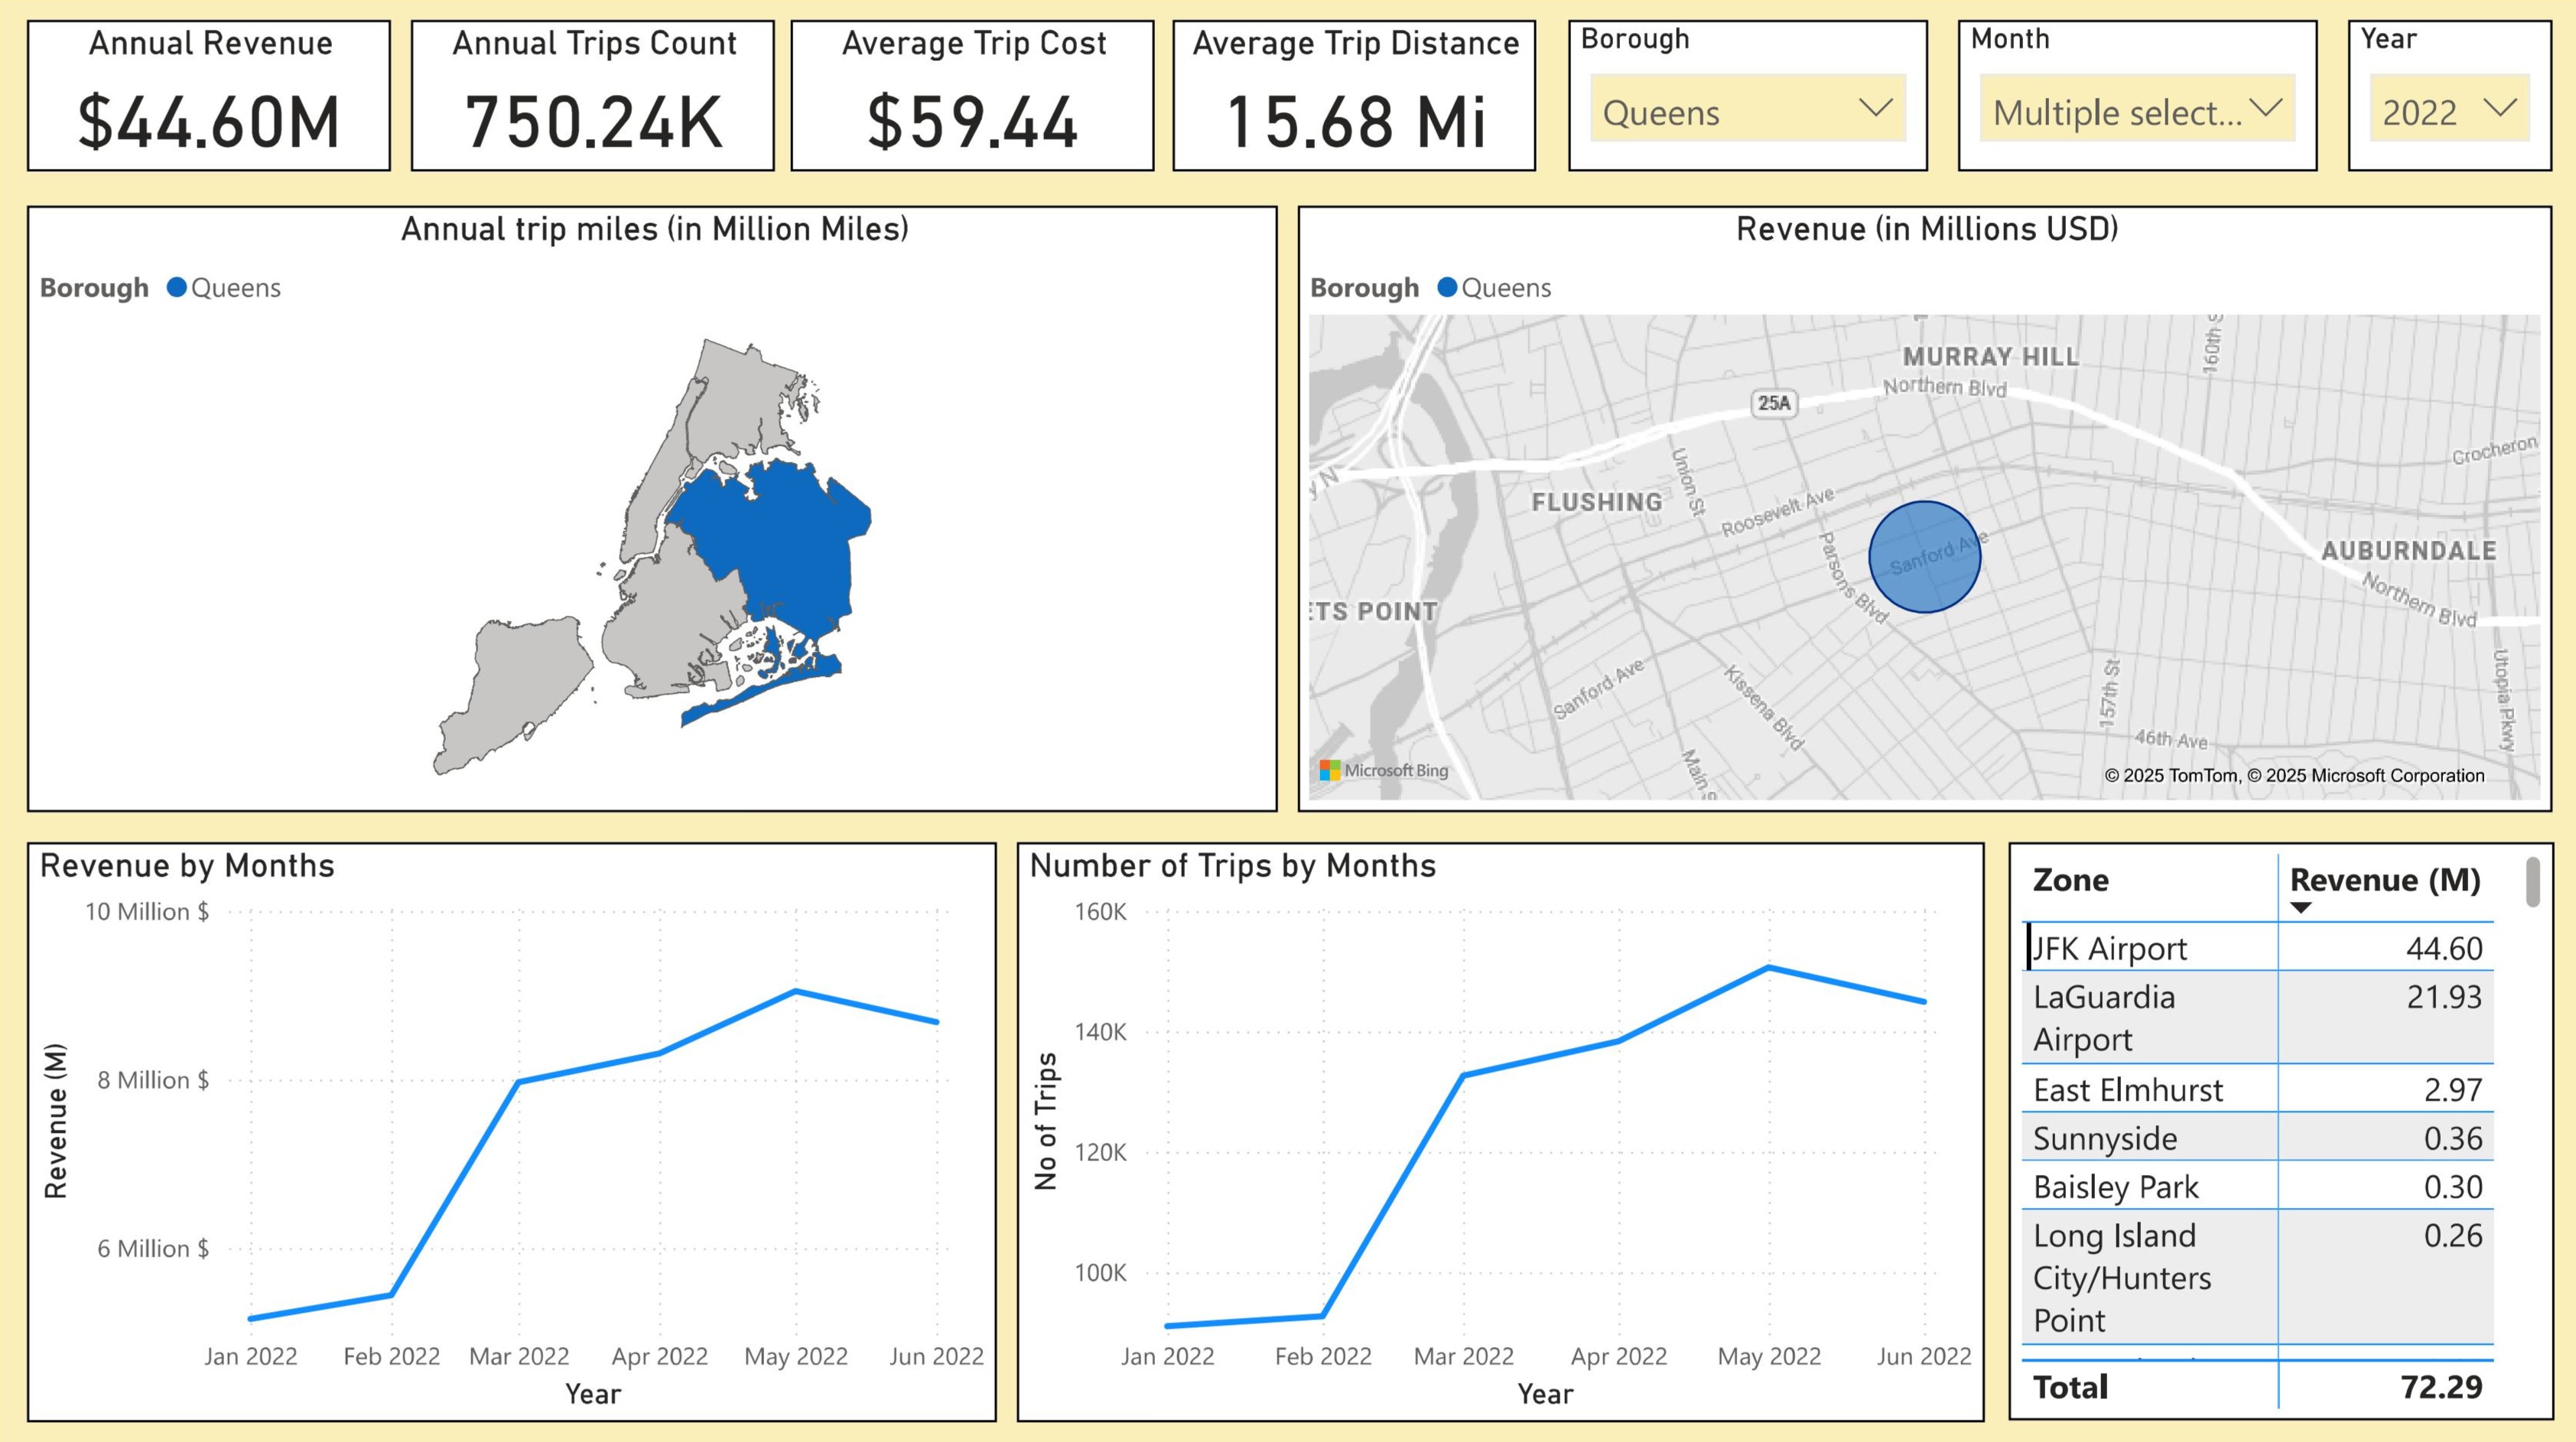 Annual Revenue
$44.60M
Annual Trips Count
750.24K
Average Trip Cost
$59.44
Average Trip Distance
15.68 Mi
Borough
Queens
Month
Multiple select...
Year
2022
Annual trip miles (in Million Miles)
Borough Queens
Revenue (in Millions USD)
Borough Queens
MURRAY HILL
Northern Blvd
160th S
25A
Crocheron
y N
Union St
FLUSHING
Roosevelt Ave
Sanford Ave
AUBURNDALE
Parsons Blvd
Northern Blvd
ETS POINT
Sanford Ave
Kissena Blvd
157th St
Utopia Pkwy
46th Ave
Main S
Microsoft Bing
© 2025 TomTom, © 2025 Microsoft Corporation
Revenue by Months
10 Million $
8 Million $
6 Million $
Revenue (M)
Jan 2022 Feb 2022 Mar 2022 Apr 2022 May 2022 Jun 2022
Year
Number of Trips by Months
160K
140K
120K
100K
No of Trips
Jan 2022 Feb 2022 Mar 2022 Apr 2022 May 2022 Jun 2022
Year
Zone Revenue (M)
JFK Airport 44.60
LaGuardia 21.93
Airport
East Elmhurst 2.97
Sunnyside 0.36
Baisley Park 0.30
Long Island 0.26
City/Hunters
Point
Total 72.29